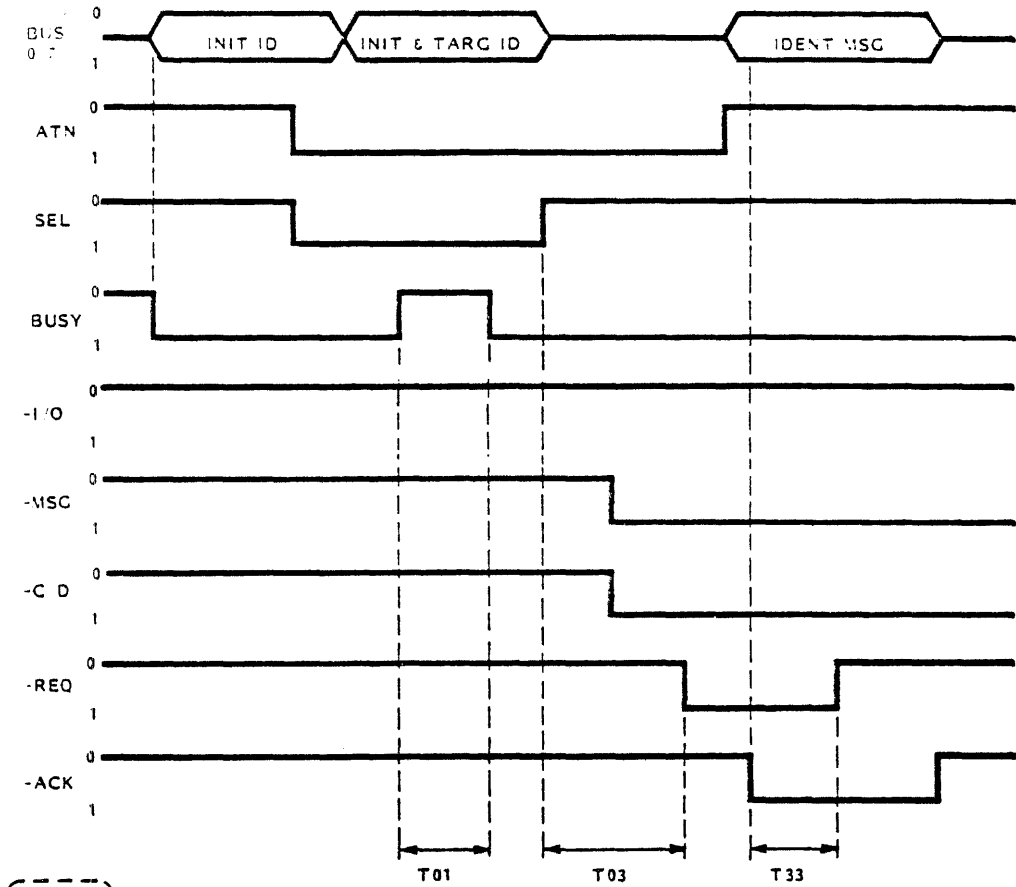 0
BUS
0 7
1
INIT ID
INIT & TARG ID
IDENT MSG
0
ATN
1
0
SEL
1
0
BUSY
1
0
-I/O
1
0
-MSG
1
0
-C D
1
0
-REQ
1
0
-ACK
1
T01
T03
T33